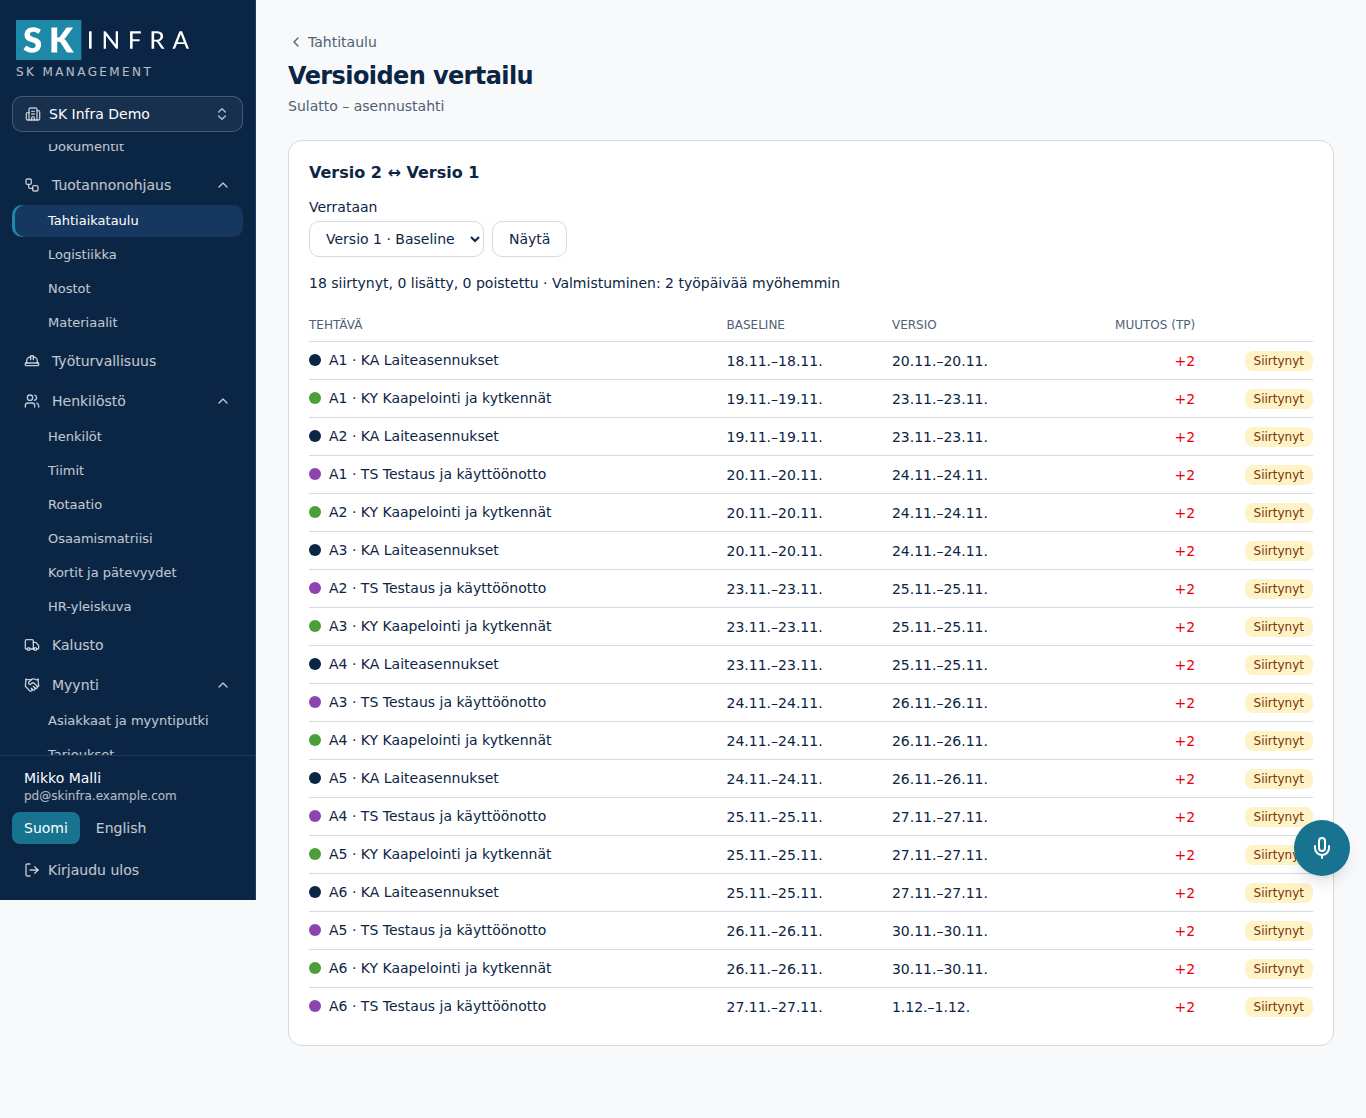 SK INFRA
SK MANAGEMENT
SK Infra Demo
Dokumentit
Tuotannonohjaus
Tahtiaikataulu
Logistiikka
Nostot
Materiaalit
Työturvallisuus
Henkilöstö
Henkilöt
Tiimit
Rotaatio
Osaamismatriisi
Kortit ja pätevyydet
HR-yleiskuva
Kalusto
Myynti
Asiakkaat ja myyntiputki
Tarjoukset
Mikko Malli
pd@skinfra.example.com
Suomi English
Kirjaudu ulos
Tahtitaulu
Versioiden vertailu
Sulatto – asennustahti
Versio 2 ↔ Versio 1
Verrataan
Versio 1 · Baseline Näytä
18 siirtynyt, 0 lisätty, 0 poistettu · Valmistuminen: 2 työpäivää myöhemmin
TEHTÄVÄ BASELINE VERSIO MUUTOS (TP)
A1 · KA Laiteasennukset 18.11.–18.11. 20.11.–20.11. +2 Siirtynyt
A1 · KY Kaapelointi ja kytkennät 19.11.–19.11. 23.11.–23.11. +2 Siirtynyt
A2 · KA Laiteasennukset 19.11.–19.11. 23.11.–23.11. +2 Siirtynyt
A1 · TS Testaus ja käyttöönotto 20.11.–20.11. 24.11.–24.11. +2 Siirtynyt
A2 · KY Kaapelointi ja kytkennät 20.11.–20.11. 24.11.–24.11. +2 Siirtynyt
A3 · KA Laiteasennukset 20.11.–20.11. 24.11.–24.11. +2 Siirtynyt
A2 · TS Testaus ja käyttöönotto 23.11.–23.11. 25.11.–25.11. +2 Siirtynyt
A3 · KY Kaapelointi ja kytkennät 23.11.–23.11. 25.11.–25.11. +2 Siirtynyt
A4 · KA Laiteasennukset 23.11.–23.11. 25.11.–25.11. +2 Siirtynyt
A3 · TS Testaus ja käyttöönotto 24.11.–24.11. 26.11.–26.11. +2 Siirtynyt
A4 · KY Kaapelointi ja kytkennät 24.11.–24.11. 26.11.–26.11. +2 Siirtynyt
A5 · KA Laiteasennukset 24.11.–24.11. 26.11.–26.11. +2 Siirtynyt
A4 · TS Testaus ja käyttöönotto 25.11.–25.11. 27.11.–27.11. +2 Siirtynyt
A5 · KY Kaapelointi ja kytkennät 25.11.–25.11. 27.11.–27.11. +2 Siirtynyt
A6 · KA Laiteasennukset 25.11.–25.11. 27.11.–27.11. +2 Siirtynyt
A5 · TS Testaus ja käyttöönotto 26.11.–26.11. 30.11.–30.11. +2 Siirtynyt
A6 · KY Kaapelointi ja kytkennät 26.11.–26.11. 30.11.–30.11. +2 Siirtynyt
A6 · TS Testaus ja käyttöönotto 27.11.–27.11. 1.12.–1.12. +2 Siirtynyt